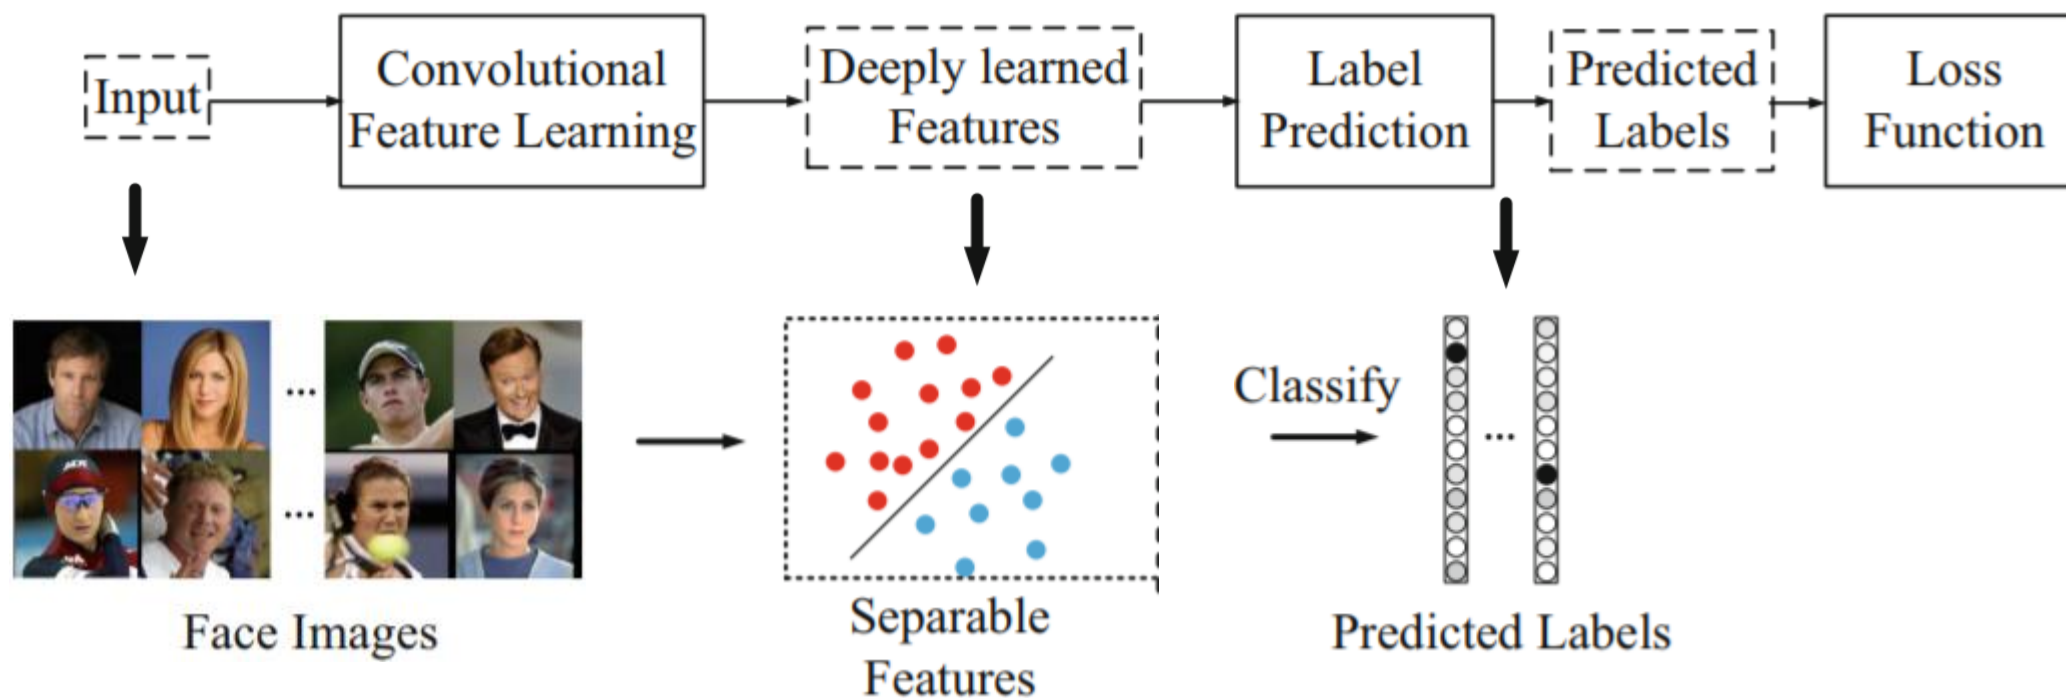 Input
Convolutional
Feature Learning
Deeply learned
Features
Label
Prediction
Predicted
Labels
Loss
Function
...
...
Face Images
Separable
Features
Classify
...
Predicted Labels